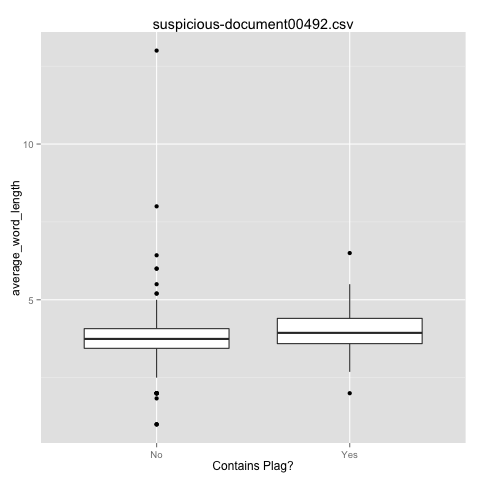 suspicious-document00492.csv
average_word_length
10
5
No
Yes
Contains Plag?